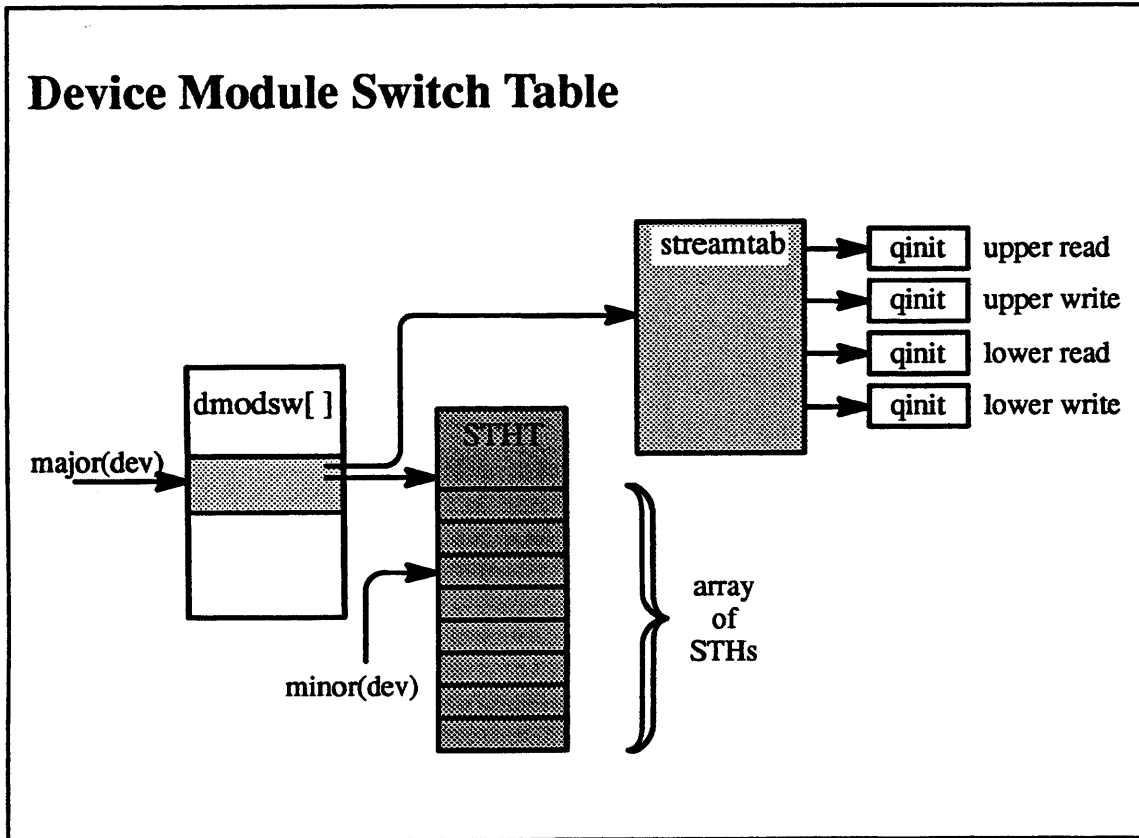 Device Module Switch Table
streamtab
qinit upper read
qinit upper write
qinit lower read
qinit lower write
dmodsw[ ]
STHT
major(dev)
minor(dev)
array
of
STHs